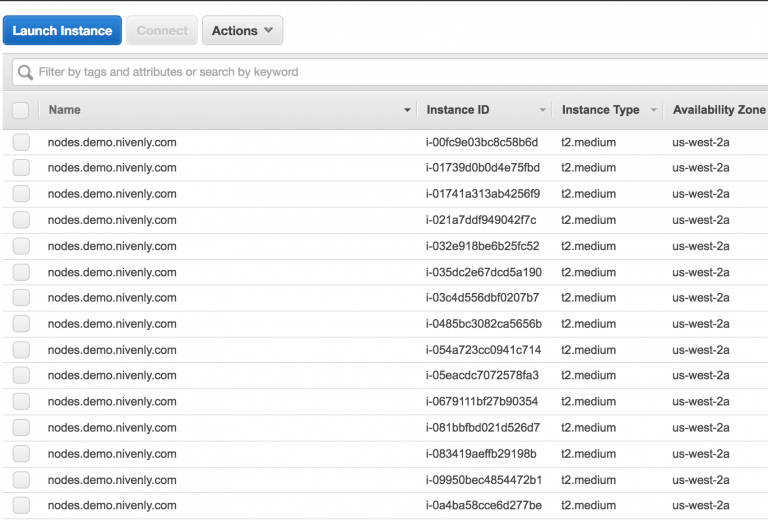 Launch Instance Connect Actions
Filter by tags and attributes or search by keyword
Name Instance ID Instance Type Availability Zone
nodes.demo.nivenly.com i-00fc9e03bc8c58b6d t2.medium us-west-2a
nodes.demo.nivenly.com i-01739d0b0d4e75fbd t2.medium us-west-2a
nodes.demo.nivenly.com i-01741a313ab4256f9 t2.medium us-west-2a
nodes.demo.nivenly.com i-021a7ddf949042f7c t2.medium us-west-2a
nodes.demo.nivenly.com i-032e918be6b25fc52 t2.medium us-west-2a
nodes.demo.nivenly.com i-035dc2e67dcd5a190 t2.medium us-west-2a
nodes.demo.nivenly.com i-03c4d556dbf0207b7 t2.medium us-west-2a
nodes.demo.nivenly.com i-0485bc3082ca5656b t2.medium us-west-2a
nodes.demo.nivenly.com i-054a723cc0941c714 t2.medium us-west-2a
nodes.demo.nivenly.com i-05eacdc7072578fa3 t2.medium us-west-2a
nodes.demo.nivenly.com i-0679111bf27b90354 t2.medium us-west-2a
nodes.demo.nivenly.com i-081bbfbd021d526d7 t2.medium us-west-2a
nodes.demo.nivenly.com i-083419aeffb29198b t2.medium us-west-2a
nodes.demo.nivenly.com i-09950bec4854472b1 t2.medium us-west-2a
nodes.demo.nivenly.com i-0a4ba58cce6d277be t2.medium us-west-2a